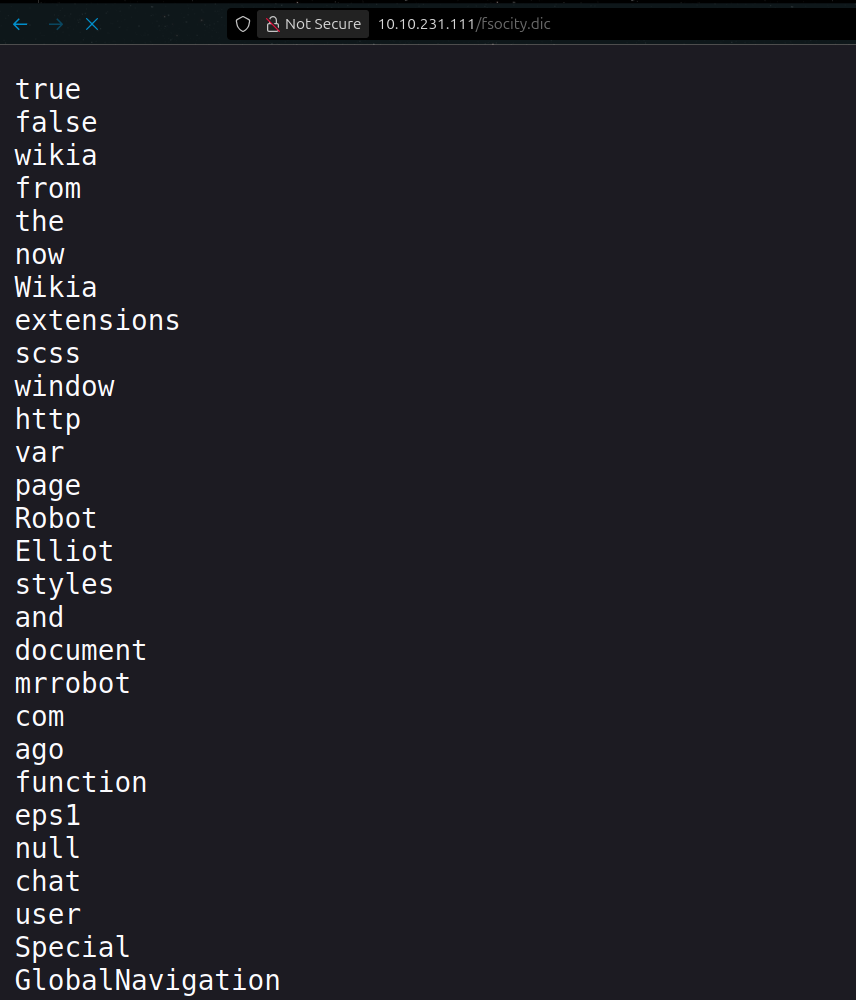 Not Secure 10.10.231.111/fsocity.dic
true
false
wikia
from
the
now
Wikia
extensions
scss
window
http
var
page
Robot
Elliot
styles
and
document
mrrobot
com
ago
function
eps1
null
chat
user
Special
GlobalNavigation